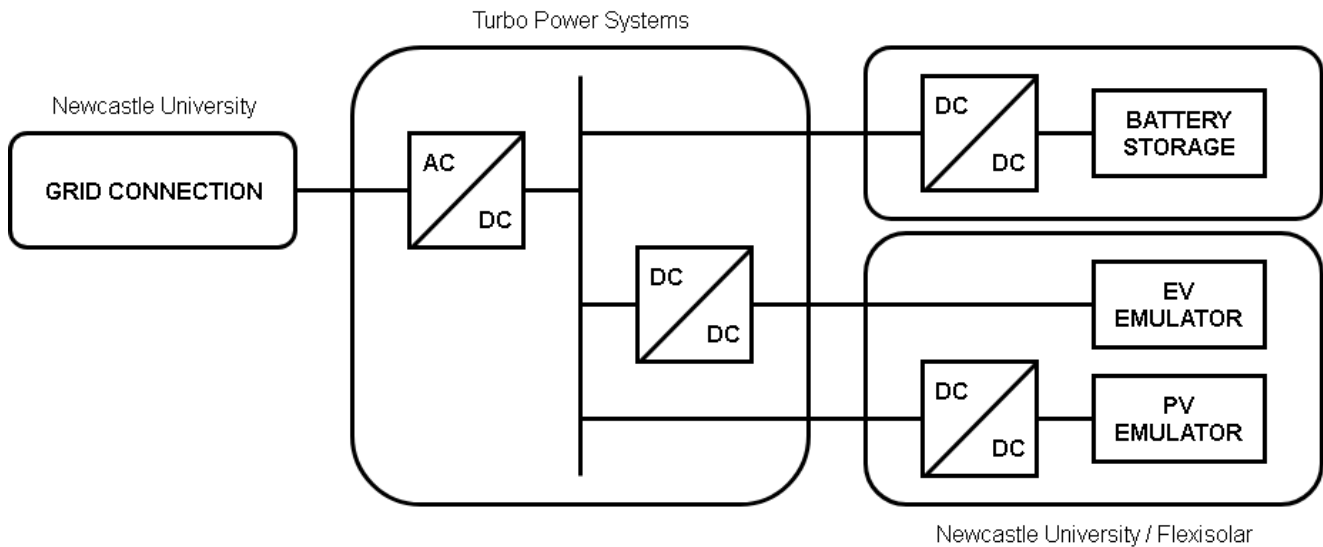 Turbo Power Systems
Newcastle University
GRID CONNECTION
AC
DC
DC
DC
DC
DC
BATTERY
STORAGE
EV
EMULATOR
DC
DC
PV
EMULATOR
Newcastle University / Flexisolar